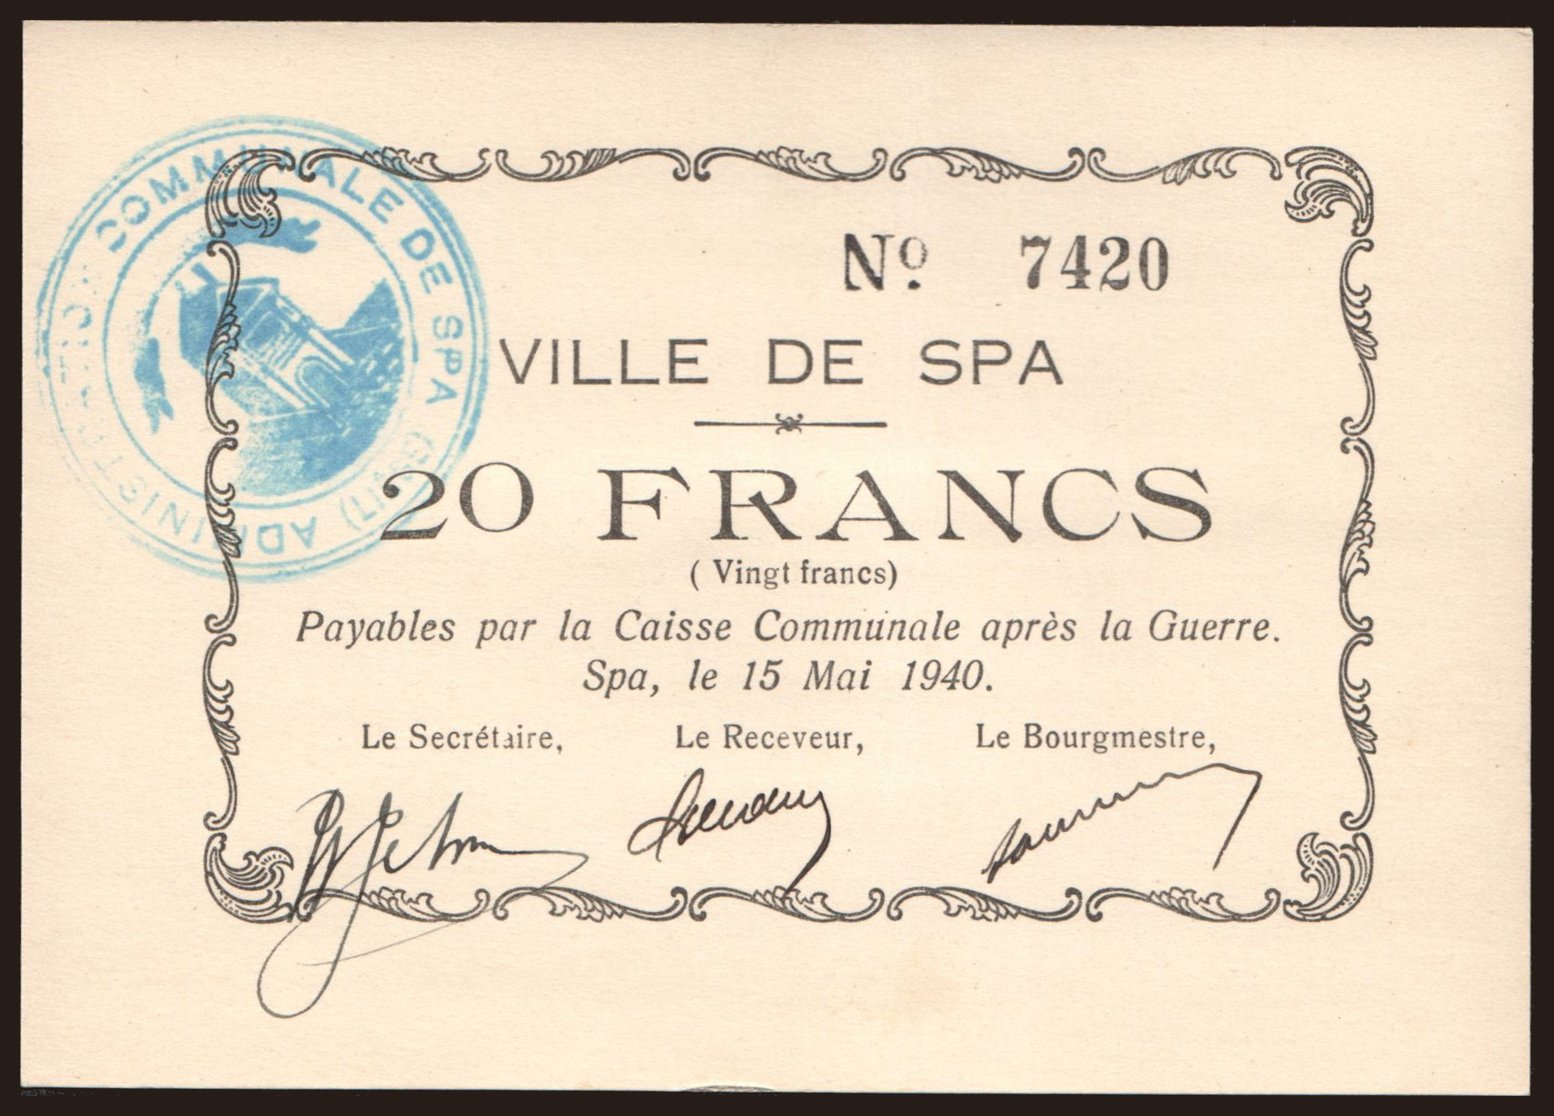 ADMINISTRATION COMMUNALE DE SPA (LIÈGE)
Nº. 7420
VILLE DE SPA
20 FRANCS
( Vingt francs)
Payables par la Caisse Communale après la Guerre.
Spa, le 15 Mai 1940.
Le Secrétaire, Le Receveur, Le Bourgmestre,